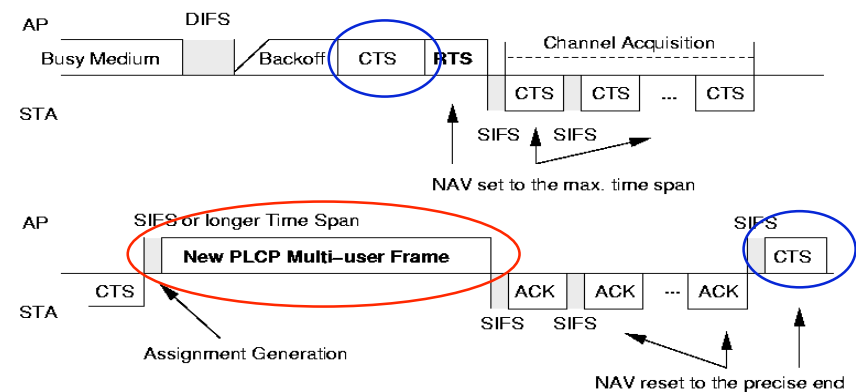 AP
DIFS
Busy Medium
Backoff
CTS
RTS
Channel Acquisition
CTS
CTS
...
CTS
STA
SIFS
SIFS
NAV set to the max. time span
AP
SIFS or longer Time Span
SIFS
New PLCP Multi-user Frame
CTS
CTS
ACK
ACK
...
ACK
STA
SIFS
SIFS
Assignment Generation
NAV reset to the precise end